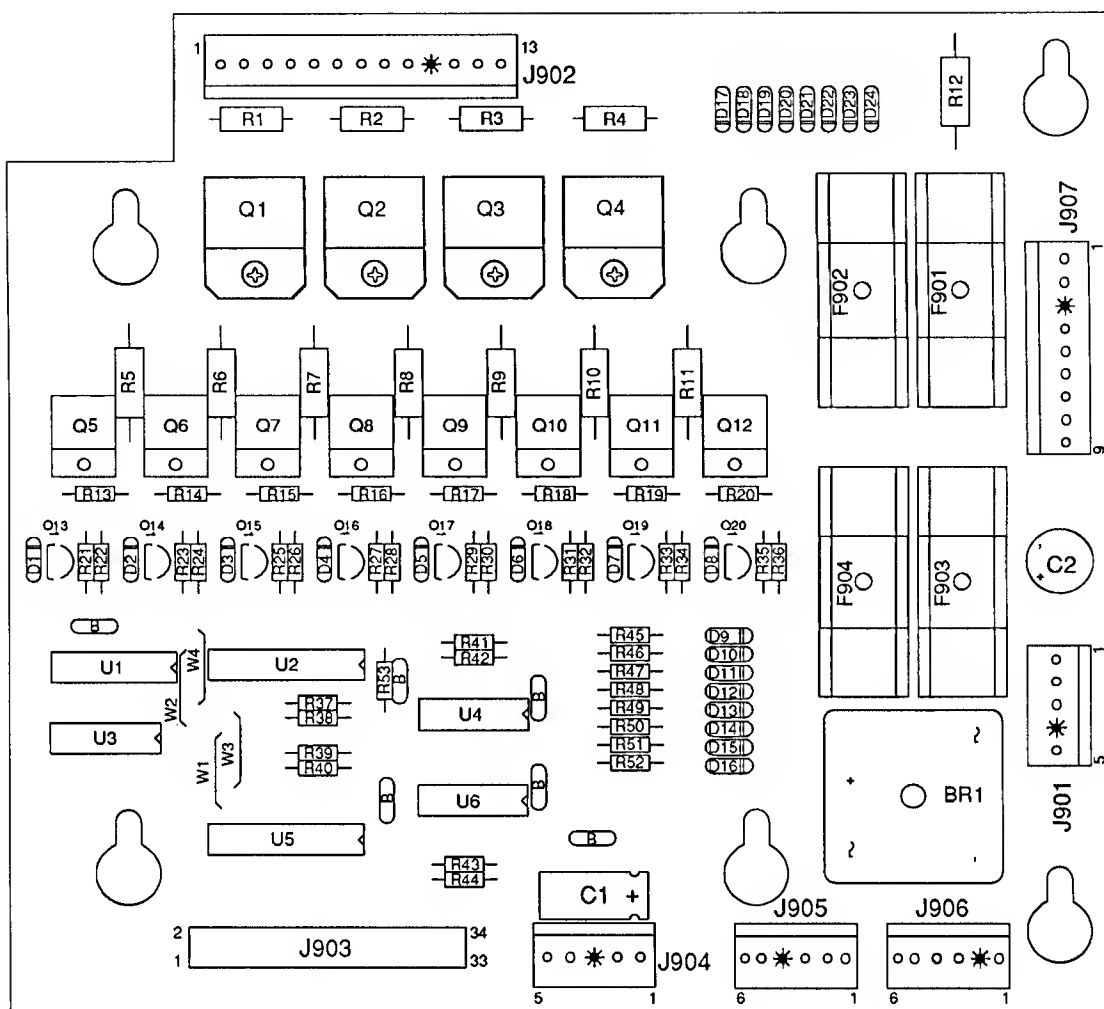 1 13
J902
R1 R2 R3 R4
D17 D18 D19 D20 D21 D22 D23 D24
R12
Q1 Q2 Q3 Q4
F902 F901
J907
1
9
R5 R6 R7 R8 R9 R10 R11
Q5 Q6 Q7 Q8 Q9 Q10 Q11 Q12
R13 R14 R15 R16 R17 R18 R19 R20
Q13 Q14 Q15 Q16 Q17 Q18 Q19 Q20
D1 R21 R22 D2 R23 R24 D3 R25 R26 D4 R27 R28 D5 R29 R30 D6 R31 R32 D7 R33 R34 D8 R35 R36
F904 F903
+ C2
B
U1 W2 W4 U2 R53 B
R41
R42
R45
R46
R47
R48
R49
R50
R51
R52
D9
D10
D11
D12
D13
D14
D15
D16
1
5
J901
U3 W1 W3
R37
R38
R39
R40
U4 B
U6 B
B
U5
R43
R44
B
C1 +
~
+ BR1
~ -
2 34
J903
1 33
J904
5 1
J905
6 1
J906
6 1